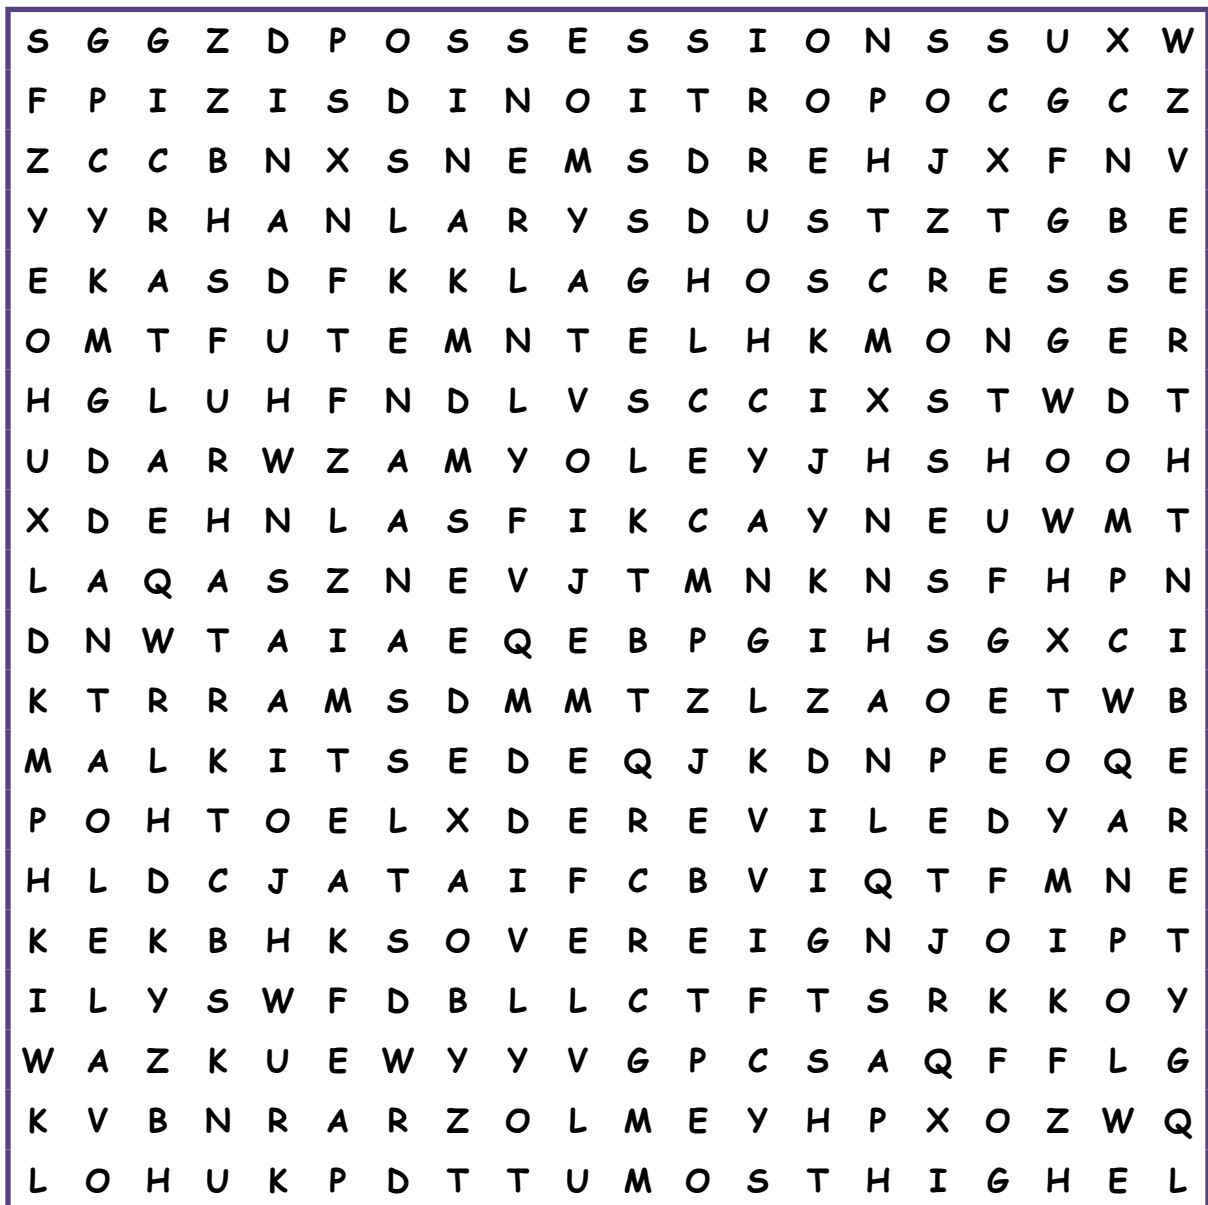 S G G Z D P O S S E S S I O N S S U X W
F P I Z I S D I N O I T R O P O C G C Z
Z C C B N X S N E M S D R E H J X F N V
Y Y R H A N L A R Y S D U S T Z T G B E
E K A S D F K K L A G H O S C R E S S E
O M T F U T E M N T E L H K M O N G E R
H G L U H F N D L V S C C I X S T W D T
U D A R W Z A M Y O L E Y J H S H O O H
X D E H N L A S F I K C A Y N E U W M T
L A Q A S Z N E V J T M N K N S F H P N
D N W T A I A E Q E B P G I H S G X C I
K T R R A M S D M M T Z L Z A O E T W B
M A L K I T S E D E Q J K D N P E O Q E
P O H T O E L X D E R E V I L E D Y A R
H L D C J A T A I F C B V I Q T F M N E
K E K B H K S O V E R E I G N J O I P T
I L Y S W F D B L L C T F T S R K K O Y
W A Z K U E W Y Y V G P C S A Q F F L G
K V B N R A R Z O L M E Y H P X O Z W Q
L O H U K P D T T U M O S T H I G H E L